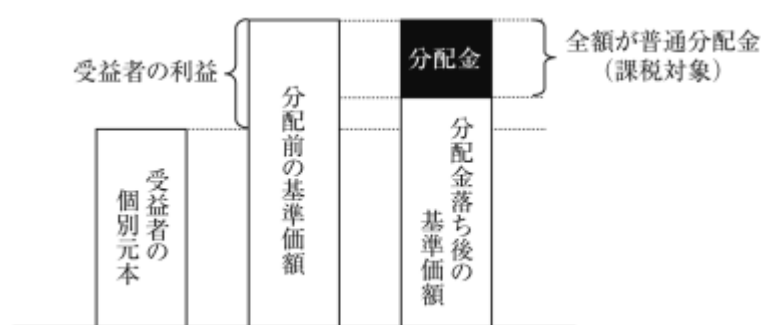 受益者の利益
受益者の
個別元本
分配前の基準価額
分配金
分配金落ち後の
基準価額
全額が普通分配金
（課税対象）